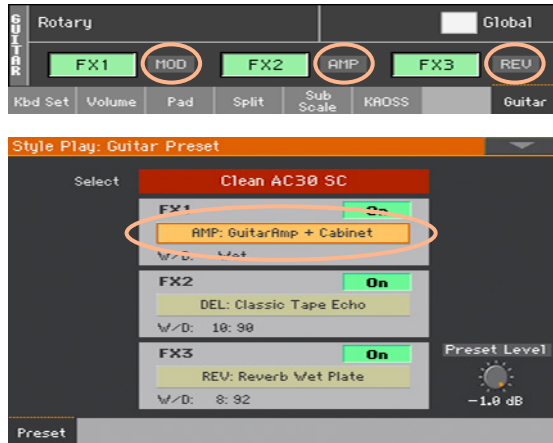 GUITAR
Rotary
Global
FX1 MOD FX2 AMP FX3 REV
Kbd Set Volume Pad Split Sub Scale KAOSS Guitar
Style Play: Guitar Preset
Select Clean AC30 SC
FX1 On
AMP: GuitarAmp + Cabinet
W/D: Wet
FX2 On
DEL: Classic Tape Echo
W/D: 10:90
FX3 On
Preset Level
REV: Reverb Wet Plate
W/D: 8:92
-1.0 dB
Preset